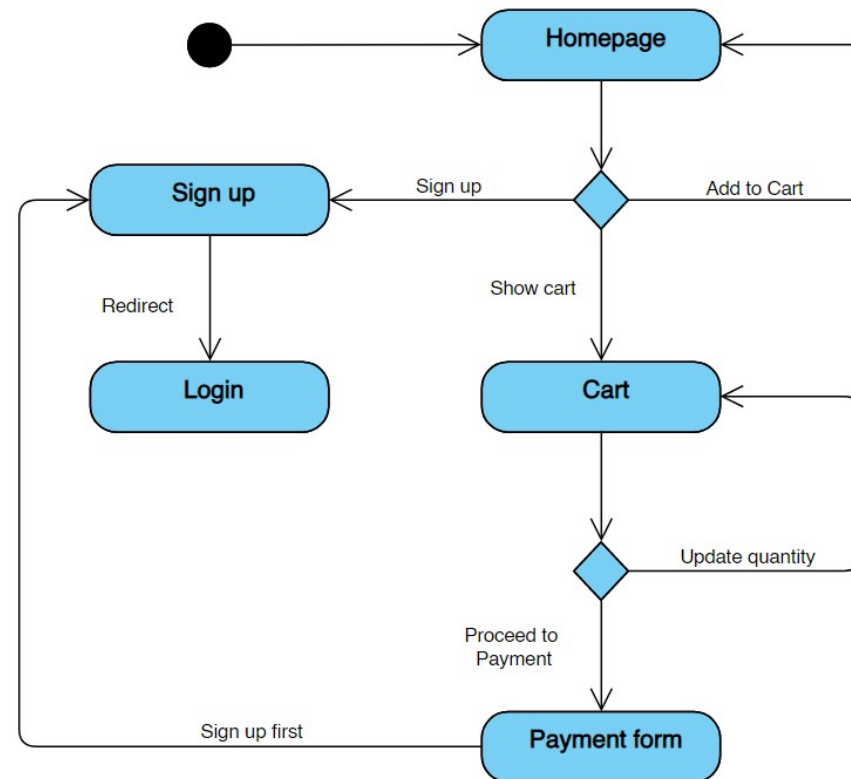 Homepage
Sign up
Sign up
Add to Cart
Show cart
Redirect
Login
Cart
Update quantity
Proceed to
Payment
Sign up first
Payment form